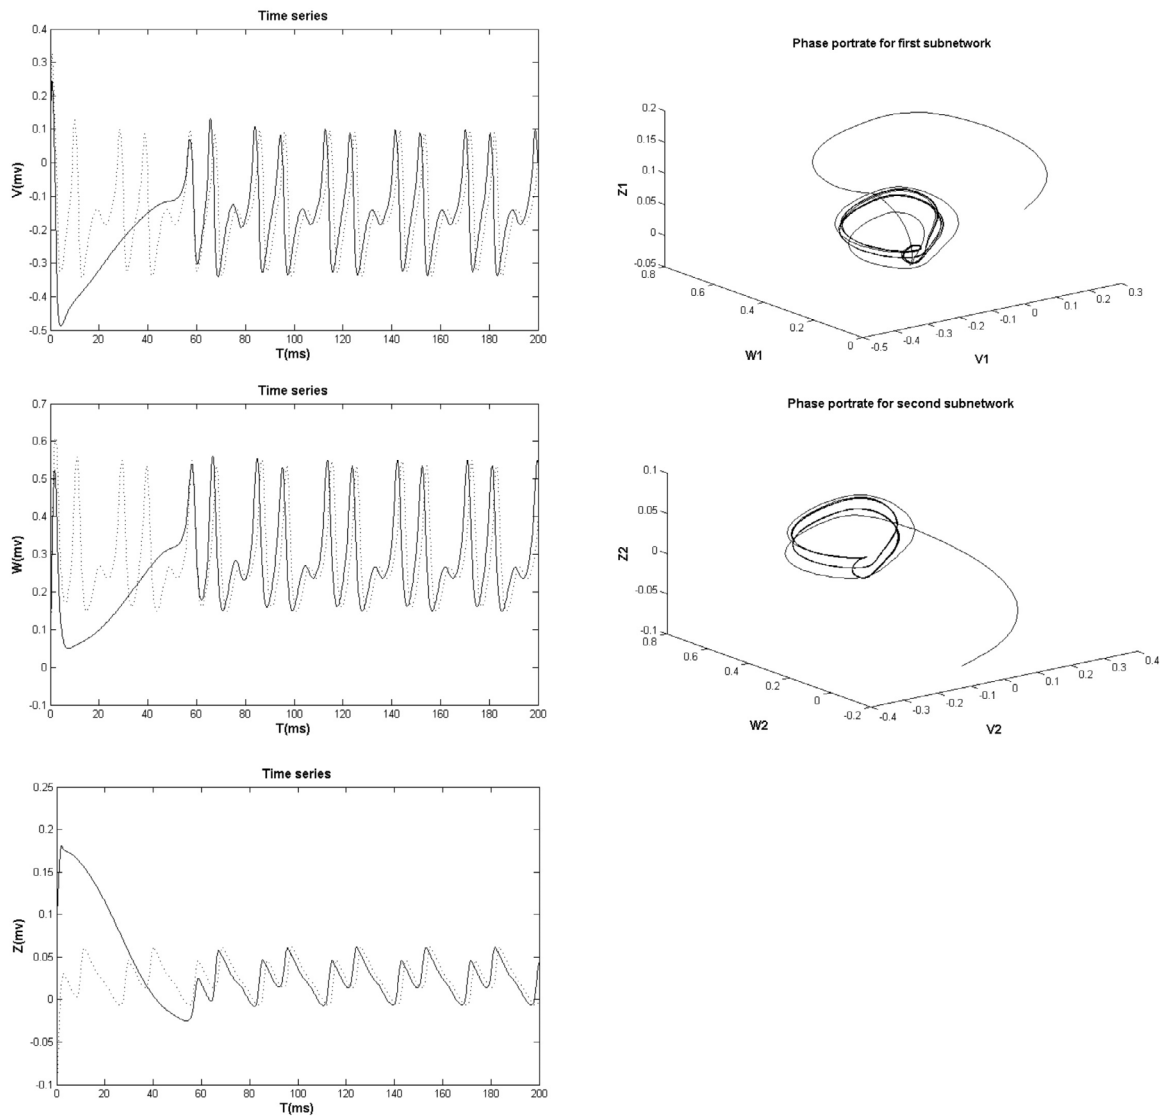 Time series
0.4
0.3
0.2
0.1
0
-0.1
-0.2
-0.3
-0.4
-0.5
V(mv)
0 20 40 60 80 100 120 140 160 180 200
T(ms)
Phase portrate for first subnetwork
0.2
0.15
0.1
0.05
0
-0.05
Z1
0.8
0.6
0.4
0.2
0
W1
-0.5 -0.4 -0.3 -0.2 -0.1 0 0.1 0.2 0.3
V1
Time series
0.7
0.6
0.5
0.4
0.3
0.2
0.1
0
-0.1
W(mv)
0 20 40 60 80 100 120 140 160 180 200
T(ms)
Phase portrate for second subnetwork
0.1
0.05
0
-0.05
-0.1
Z2
0.8
0.6
0.4
0.2
0
-0.2
W2
-0.4 -0.3 -0.2 -0.1 0 0.1 0.2 0.3 0.4
V2
Time series
0.25
0.2
0.15
0.1
0.05
0
-0.05
-0.1
Z(mv)
0 20 40 60 80 100 120 140 160 180 200
T(ms)